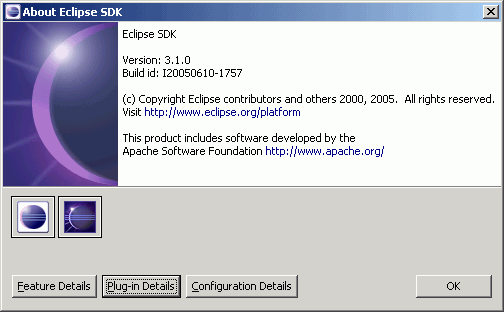 About Eclipse SDK
Eclipse SDK
Version: 3.1.0
Build id: I20050610-1757
(c) Copyright Eclipse contributors and others 2000, 2005.  All rights reserved.
Visit http://www.eclipse.org/platform
This product includes software developed by the
Apache Software Foundation http://www.apache.org/
Feature Details Plug-in Details Configuration Details OK